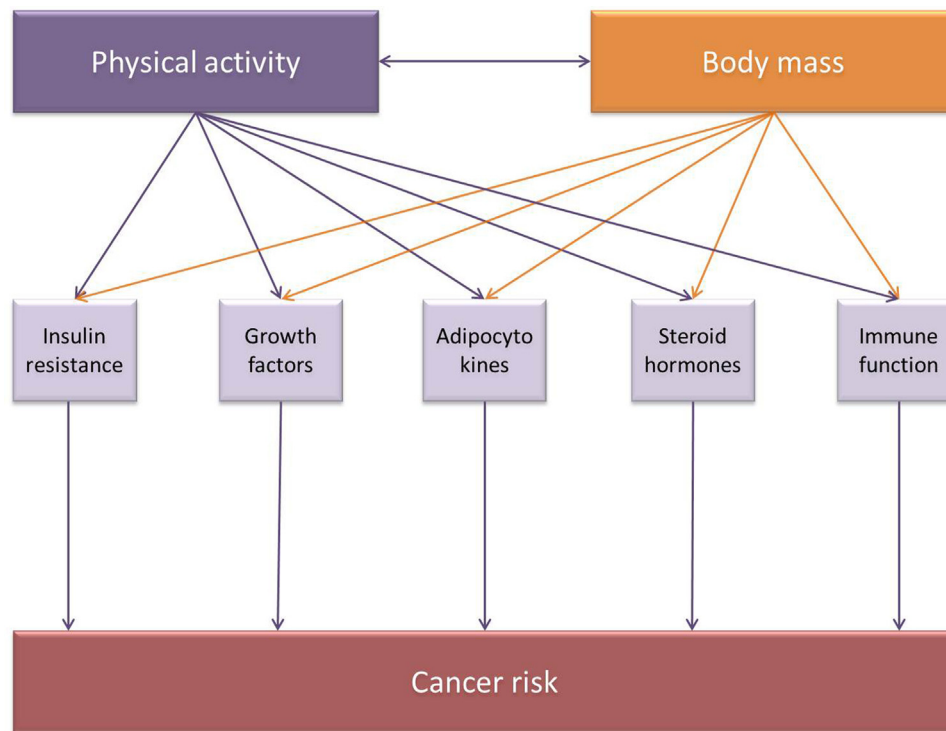 Physical activity
Body mass
Insulin
resistance
Growth
factors
Adipocyto
kines
Steroid
hormones
Immune
function
Cancer risk